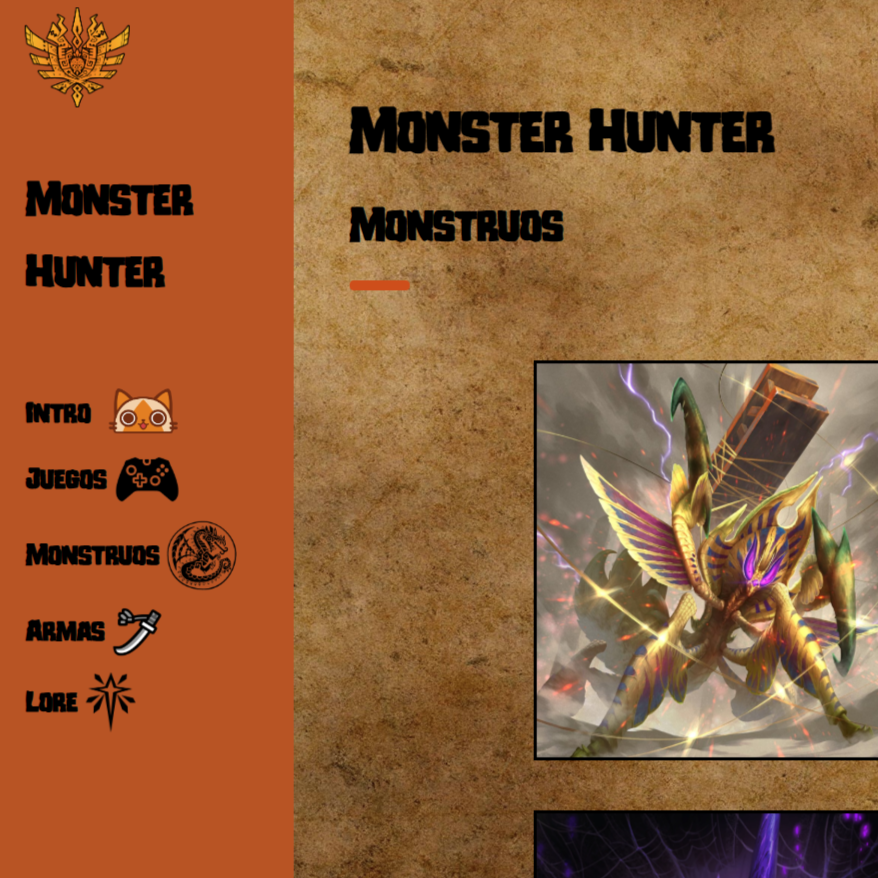 Monster
Hunter
Intro
Juegos
Monstruos
Armas
Lore
Monster Hunter
Monstruos